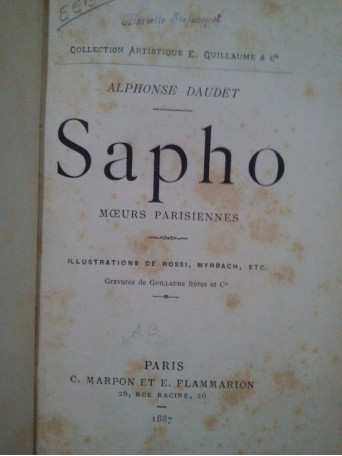 COLLECTION ARTISTIQUE E. GUILLAUME & Cie
ALPHONSE DAUDET
Sapho
MŒURS PARISIENNES
ILLUSTRATIONS DE ROSSI, MYRBACH, ETC.
Gravures de GUILLAUME frères et Cie
A.B.
PARIS
C. MARPON ET E. FLAMMARION
26, RUE RACINE, 26
1887